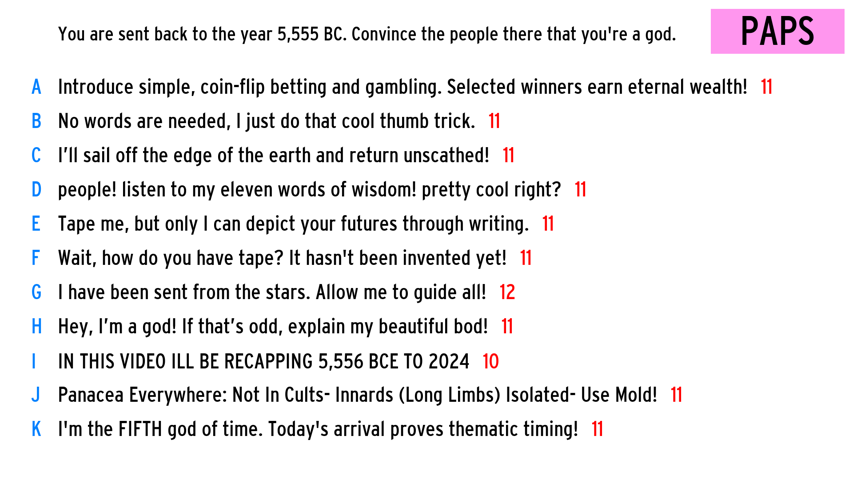 You are sent back to the year 5,555 BC. Convince the people there that you're a god.
PAPS
A Introduce simple, coin-flip betting and gambling. Selected winners earn eternal wealth! 11
B No words are needed, I just do that cool thumb trick. 11
C I’ll sail off the edge of the earth and return unscathed! 11
D people! listen to my eleven words of wisdom! pretty cool right? 11
E Tape me, but only I can depict your futures through writing. 11
F Wait, how do you have tape? It hasn't been invented yet! 11
G I have been sent from the stars. Allow me to guide all! 12
H Hey, I’m a god! If that’s odd, explain my beautiful bod! 11
I IN THIS VIDEO ILL BE RECAPPING 5,556 BCE TO 2024 10
J Panacea Everywhere: Not In Cults- Innards (Long Limbs) Isolated- Use Mold! 11
K I'm the FIFTH god of time. Today's arrival proves thematic timing! 11